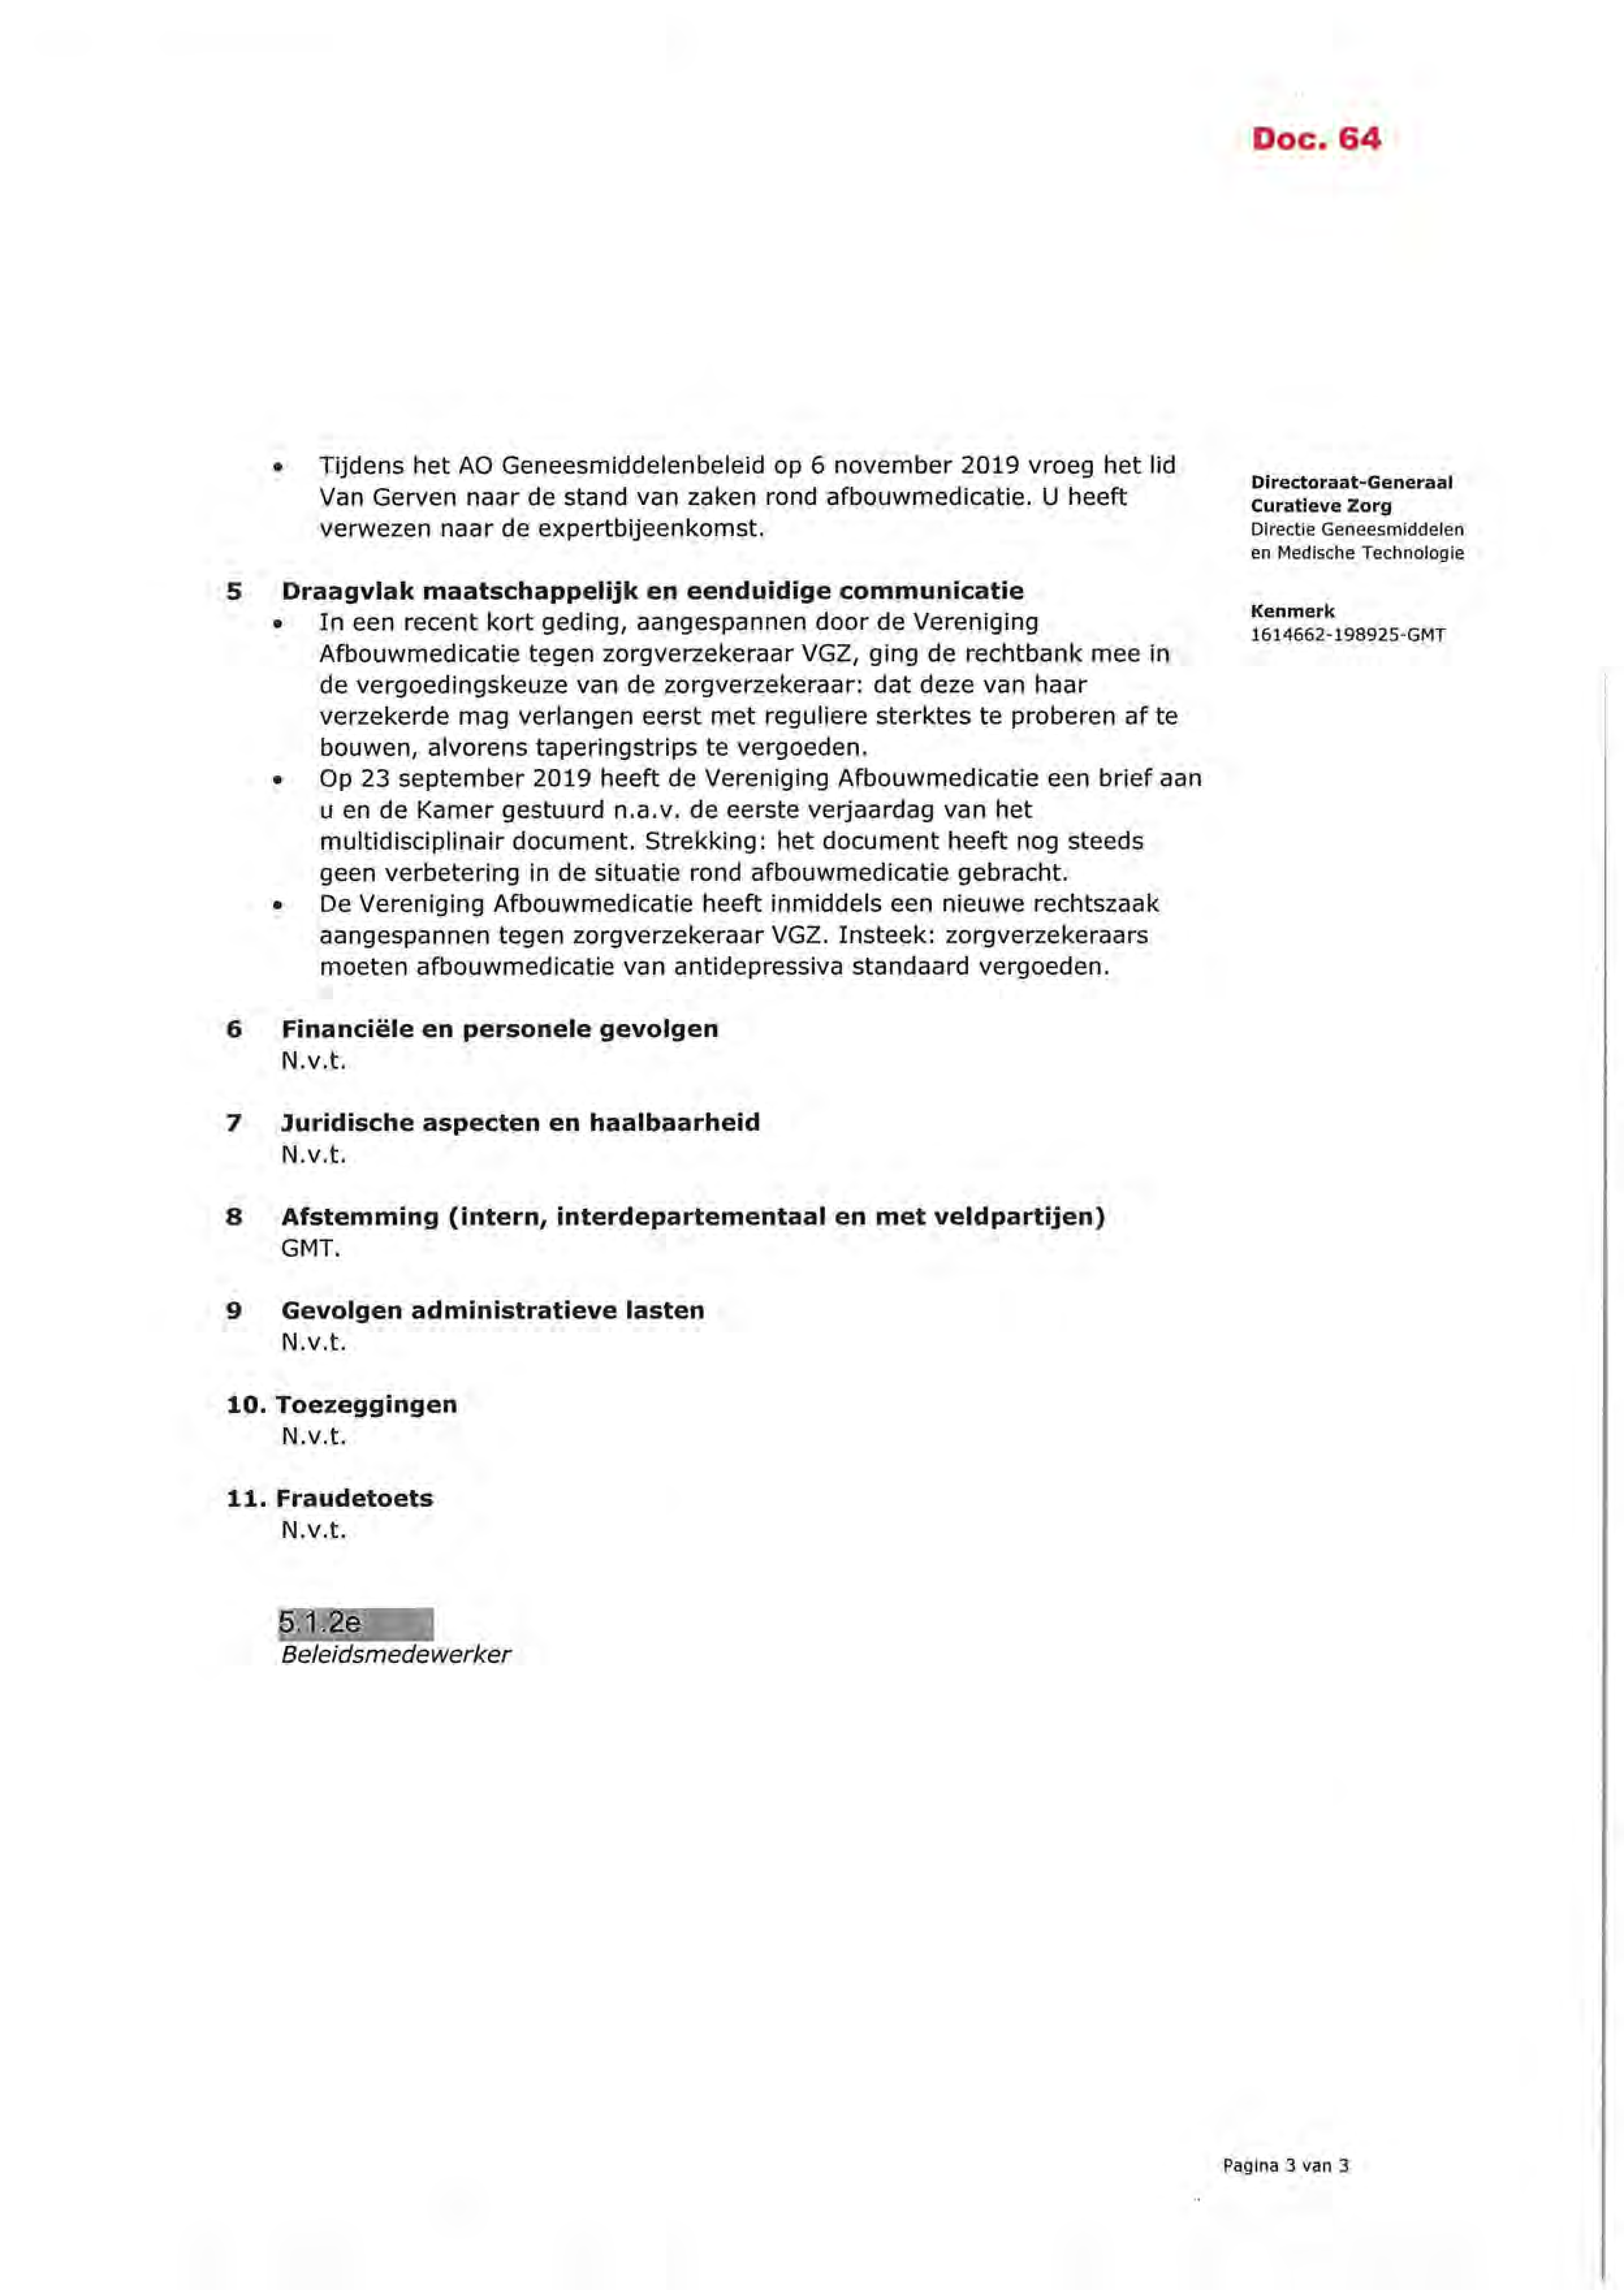 Doc. 64
• Tijdens het AO Geneesmiddelenbeleid op 6 november 2019 vroeg het lid
Van Gerven naar de stand van zaken rond afbouwmedicatie. U heeft
verwezen naar de expertbijeenkomst.
Directoraat-Generaal
Curatieve Zorg
Directie Geneesmiddelen
en Medische Technologie
Kenmerk
1614662-198925-GMT
5 Draagvlak maatschappelijk en eenduidige communicatie
• In een recent kort geding, aangespannen door de Vereniging
Afbouwmedicatie tegen zorgverzekeraar VGZ, ging de rechtbank mee in
de vergoedingskeuze van de zorgverzekeraar: dat deze van haar
verzekerde mag verlangen eerst met reguliere sterktes te proberen af te
bouwen, alvorens taperingstrips te vergoeden.
• Op 23 september 2019 heeft de Vereniging Afbouwmedicatie een brief aan
u en de Kamer gestuurd n.a.v. de eerste verjaardag van het
multidisciplinair document. Strekking: het document heeft nog steeds
geen verbetering in de situatie rond afbouwmedicatie gebracht.
• De Vereniging Afbouwmedicatie heeft inmiddels een nieuwe rechtszaak
aangespannen tegen zorgverzekeraar VGZ. Insteek: zorgverzekeraars
moeten afbouwmedicatie van antidepressiva standaard vergoeden.
6 Financiële en personele gevolgen
N.v.t.
7 Juridische aspecten en haalbaarheid
N.v.t.
8 Afstemming (intern, interdepartementaal en met veldpartijen)
GMT.
9 Gevolgen administratieve lasten
N.v.t.
10. Toezeggingen
N.v.t.
11. Fraudetoets
N.v.t.
5.1.2e
Beleidsmedewerker
Pagina 3 van 3